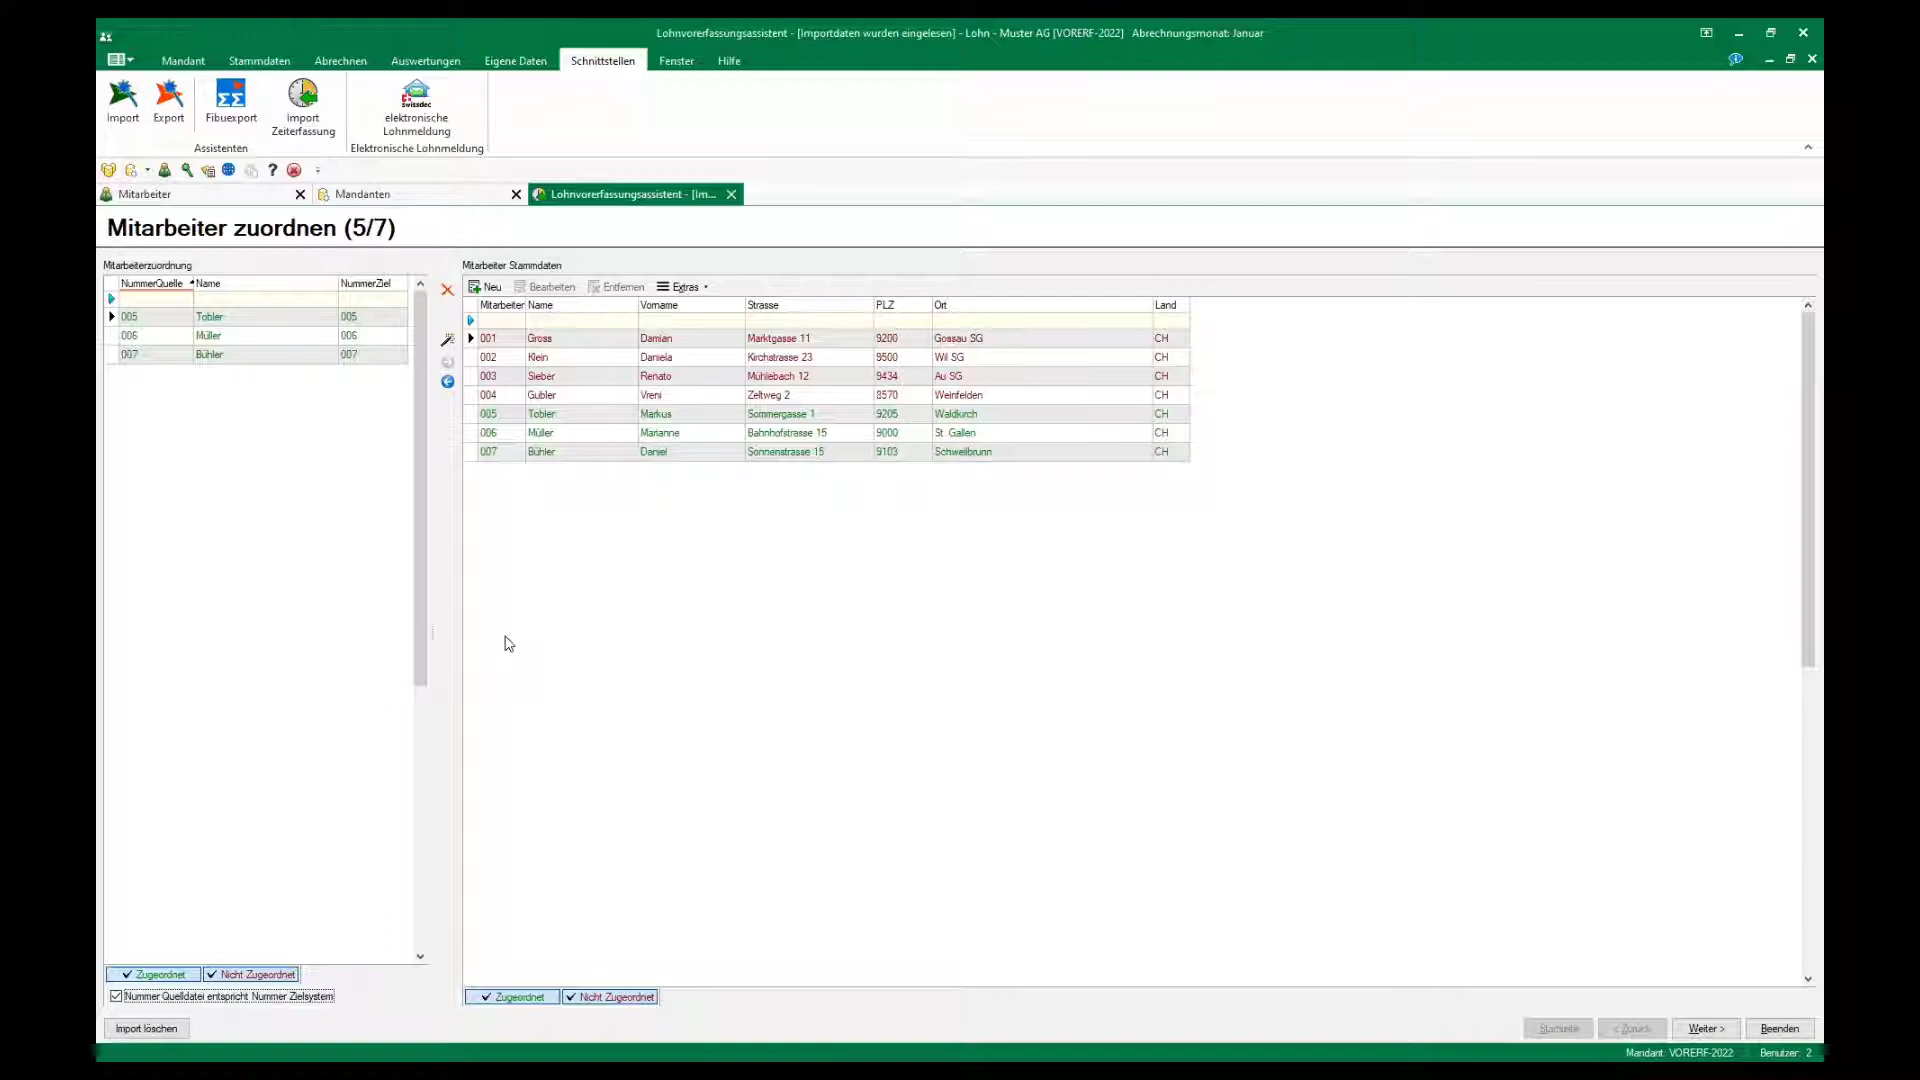 Lohnvorerfassungsassistent - [Importdaten wurden eingelesen] - Lohn - Muster AG [VORERF-2022] Abrechnungsmonat: Januar
Mandant Stammdaten Abrechnen Auswertungen Eigene Daten Schnittstellen Fenster Hilfe
Import Export Fibuexport Import Zeiterfassung elektronische Lohnmeldung
Assistenten Elektronische Lohnmeldung
Mitarbeiter Mandanten Lohnvorerfassungsassistent - [Im...
Mitarbeiter zuordnen (5/7)
Mitarbeiterzuordnung
NummerQuelle Name NummerZiel
005 Tobler 005
006 Müller 006
007 Bühler 007
Zugeordnet Nicht Zugeordnet
Nummer Quelldatei entspricht Nummer Zielsystem
Mitarbeiter Stammdaten
Neu Bearbeiten Entfernen Extras
Mitarbeiter Name Vorname Strasse PLZ Ort Land
001 Gross Damian Marktgasse 11 9200 Gossau SG CH
002 Klein Daniela Kirchstrasse 23 9500 Wil SG CH
003 Sieber Renato Mühlebach 12 9434 Au SG CH
004 Gubler Vreni Zeltweg 2 8570 Weinfelden CH
005 Tobler Markus Sommergasse 1 9205 Waldkirch CH
006 Müller Marianne Bahnhofstrasse 15 9000 St. Gallen CH
007 Bühler Daniel Sonnenstrasse 15 9103 Schwellbrunn CH
Zugeordnet Nicht Zugeordnet
Import löschen Startseite < Zurück Weiter > Beenden
Mandant: VORERF-2022 Benutzer: 2